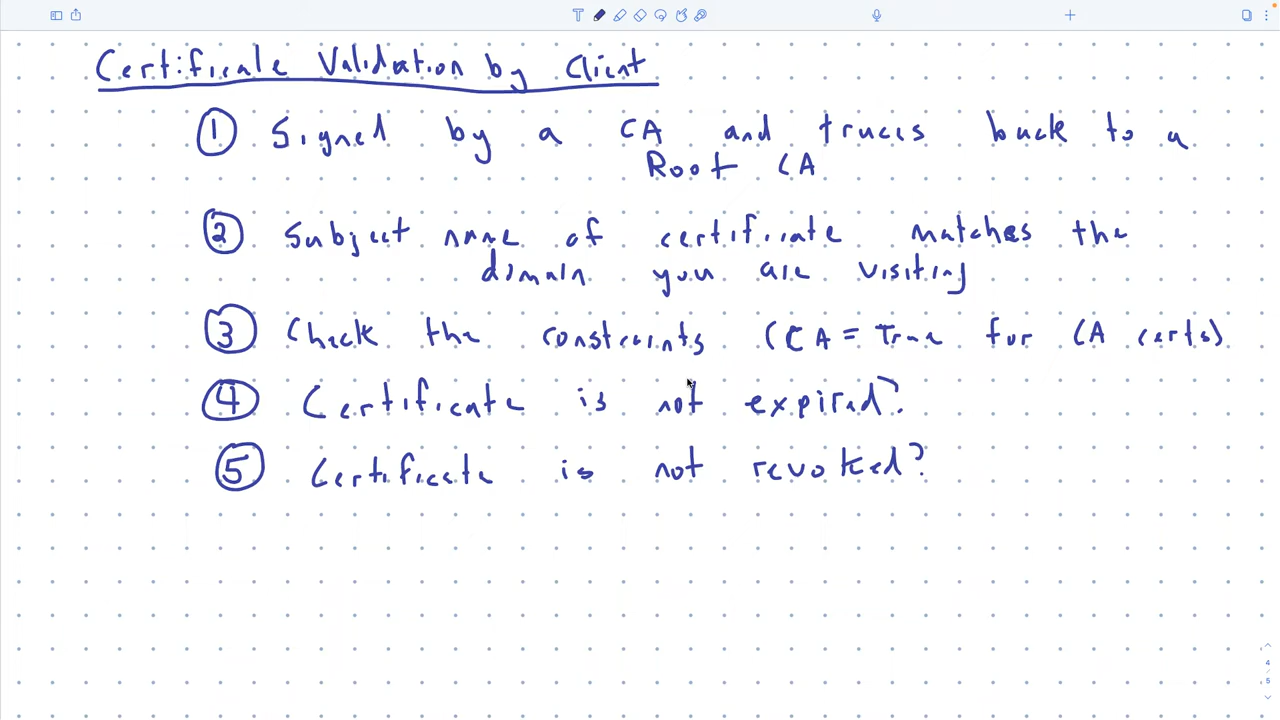 Certificate Validation by Client
① Signed by a CA and traces back to a
Root CA
② Subject name of certificate matches the
domain you are visiting
③ Check the constraints (CA = True for CA certs)
④ Certificate is not expired?
⑤ Certificate is not revoked?
4
5